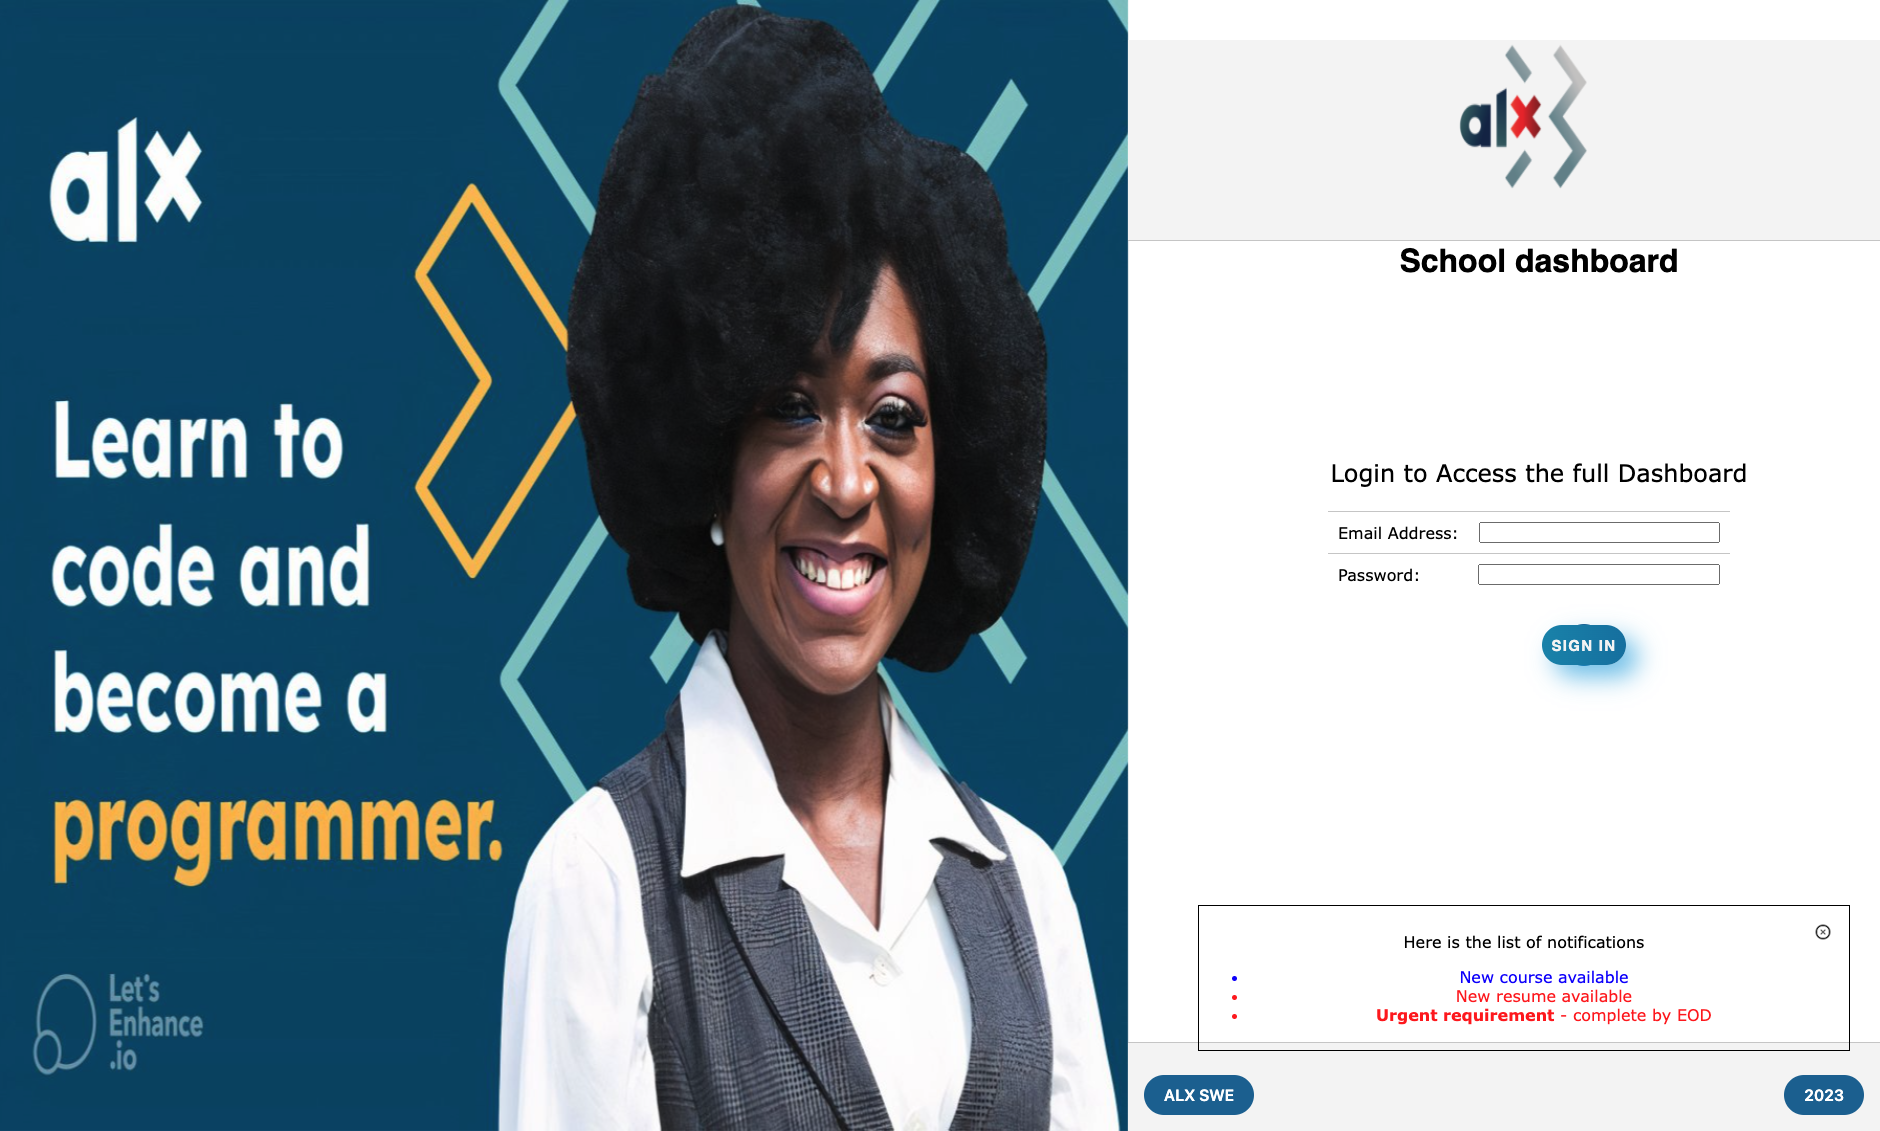 alx
Learn to
code and
become a
programmer.
Let's
Enhance
.io
alx
School dashboard
Login to Access the full Dashboard
Email Address:
Password:
SIGN IN
Here is the list of notifications
New course available
New resume available
Urgent requirement - complete by EOD
ALX SWE
2023